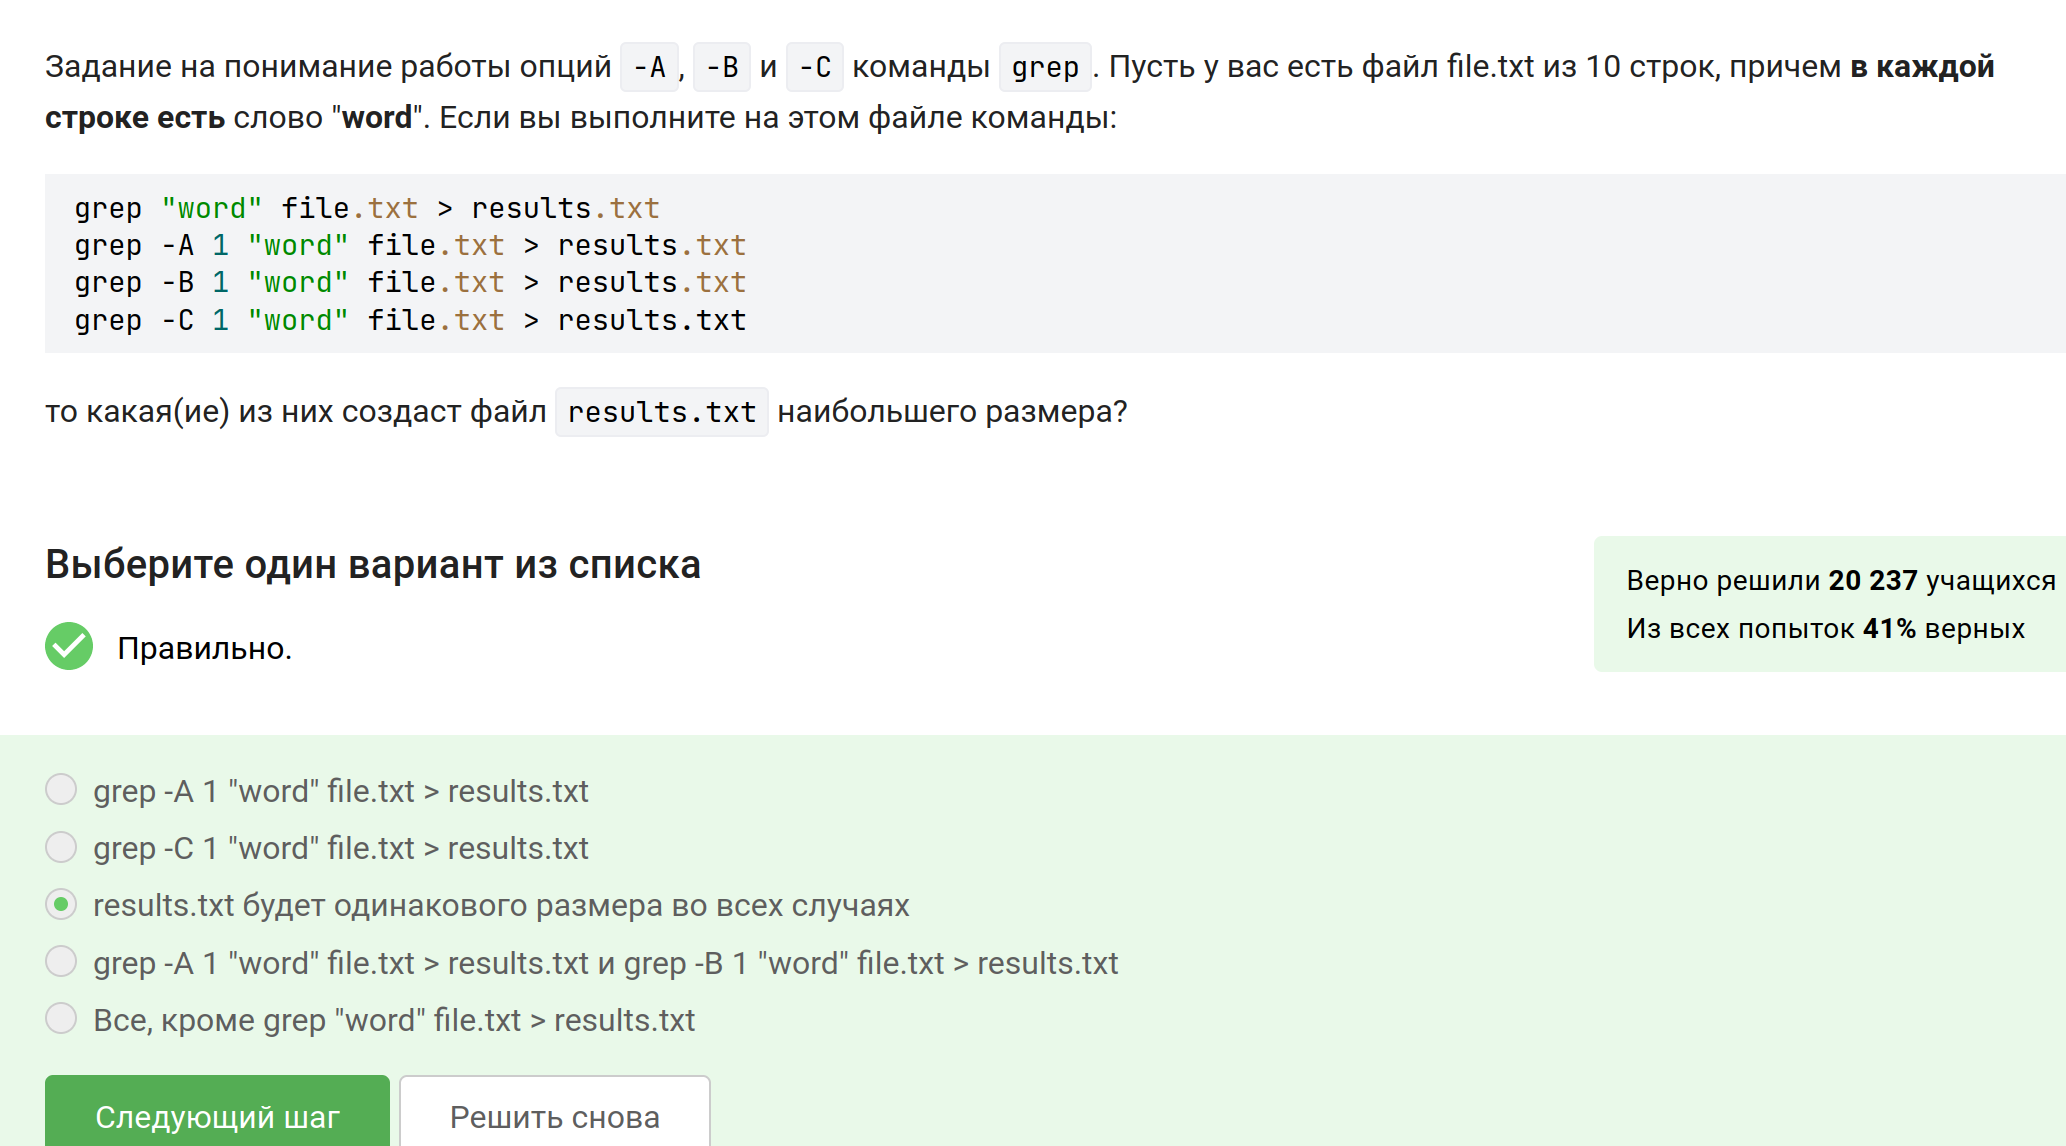 Задание на понимание работы опций -A, -B и -C команды grep. Пусть у вас есть файл file.txt из 10 строк, причем в каждой
строке есть слово "word". Если вы выполните на этом файле команды:
grep "word" file.txt > results.txt
grep -A 1 "word" file.txt > results.txt
grep -B 1 "word" file.txt > results.txt
grep -C 1 "word" file.txt > results.txt
то какая(ие) из них создаст файл results.txt наибольшего размера?
Выберите один вариант из списка
Верно решили 20 237 учащихся
Из всех попыток 41% верных
Правильно.
grep -A 1 "word" file.txt > results.txt
grep -C 1 "word" file.txt > results.txt
results.txt будет одинакового размера во всех случаях
grep -A 1 "word" file.txt > results.txt и grep -B 1 "word" file.txt > results.txt
Все, кроме grep "word" file.txt > results.txt
Следующий шаг
Решить снова